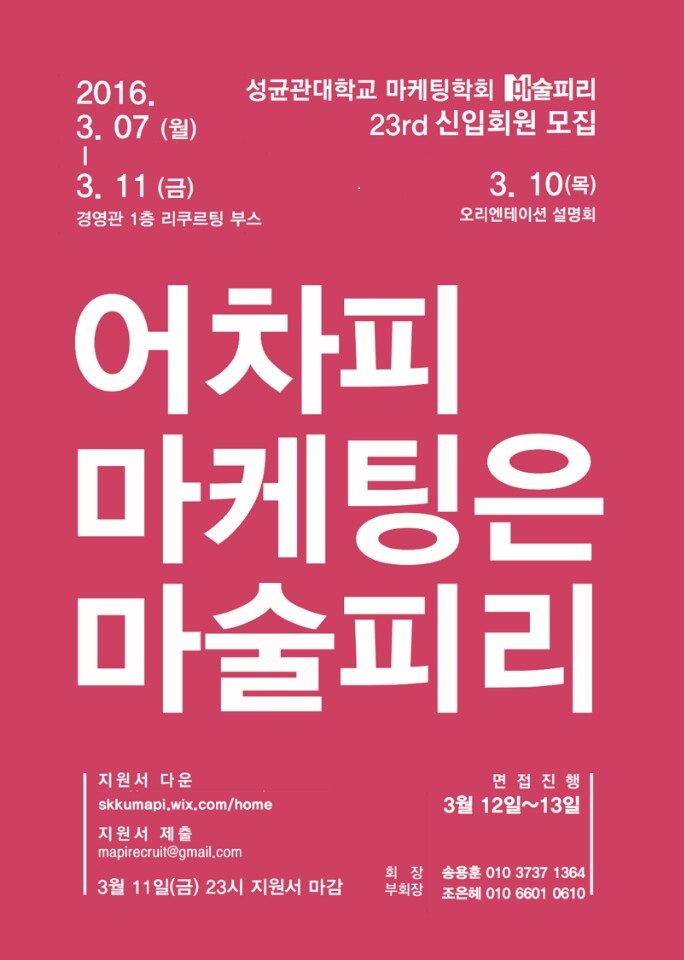 2016.
3. 07 (월)
|
3. 11 (금)
경영관 1층 리쿠르팅 부스
성균관대학교 마케팅학회 마술피리
23rd 신입회원 모집
3. 10(목)
오리엔테이션 설명회
어차피
마케팅은
마술피리
지원서 다운
skkumapi.wix.com/home
지원서 제출
mapirecruit@gmail.com
3월 11일(금) 23시 지원서 마감
면접진행
3월 12일~13일
회 장 송용훈 010 3737 1364
부회장 조은혜 010 6601 0610